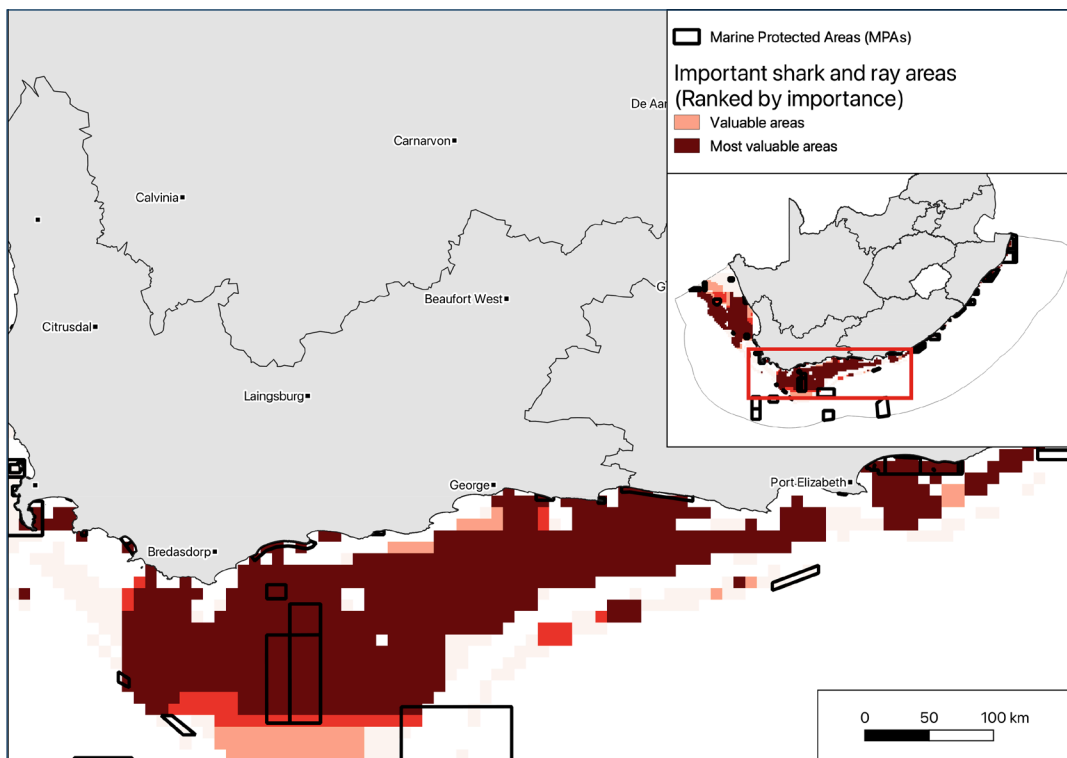 Marine Protected Areas (MPAs)
Important shark and ray areas
(Ranked by importance)
Valuable areas
Most valuable areas
De Aar
Carnarvon
Calvinia
Beaufort West
Citrusdal
Laingsburg
George
Port Elizabeth
Bredasdorp
0 50 100 km